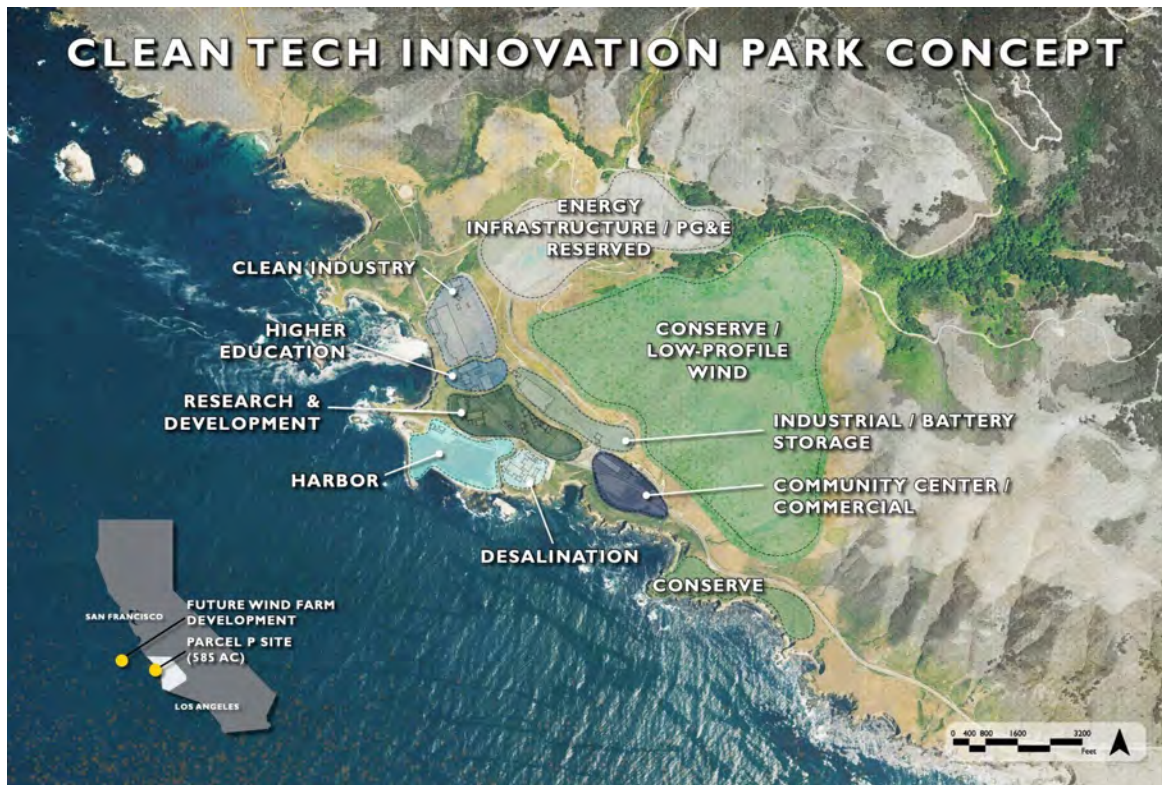 CLEAN TECH INNOVATION PARK CONCEPT
ENERGY
INFRASTRUCTURE / PG&E
RESERVED
CLEAN INDUSTRY
HIGHER
EDUCATION
CONSERVE /
LOW-PROFILE
WIND
RESEARCH &
DEVELOPMENT
INDUSTRIAL / BATTERY
STORAGE
HARBOR
COMMUNITY CENTER /
COMMERCIAL
DESALINATION
CONSERVE
SAN FRANCISCO
FUTURE WIND FARM
DEVELOPMENT
PARCEL P SITE
(585 AC)
LOS ANGELES
0 400 800 1600 3200
Feet